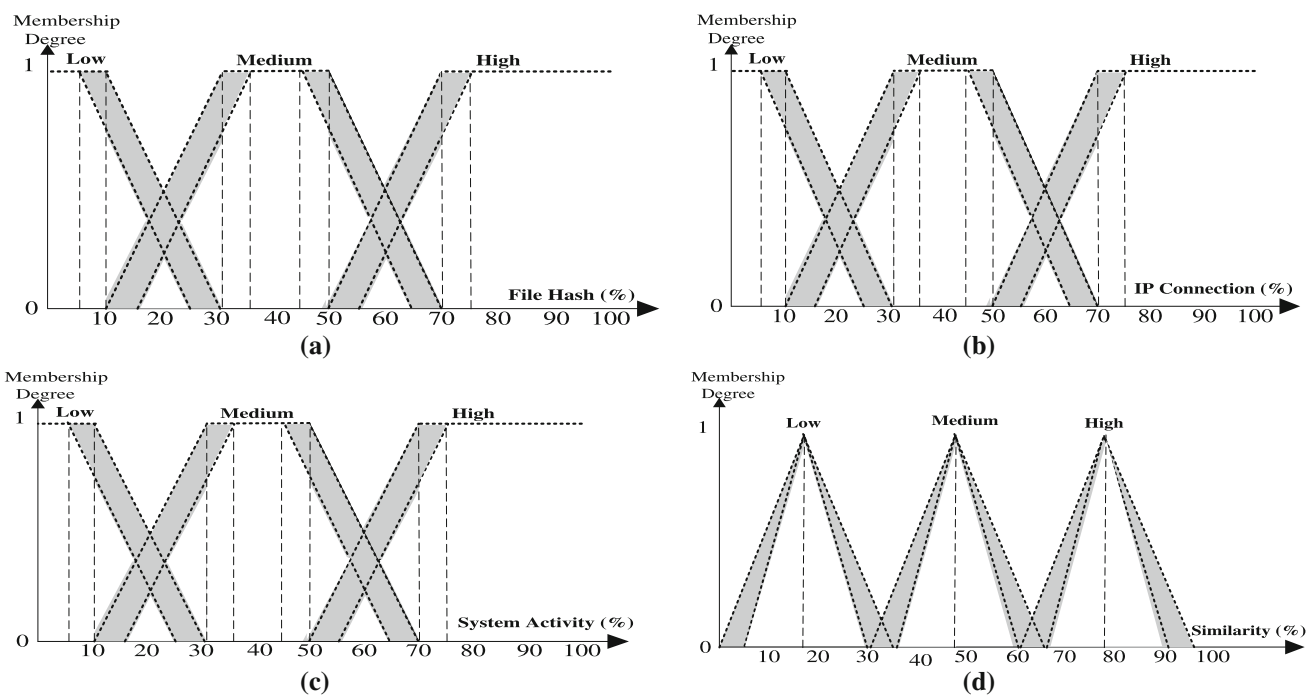 Membership
Degree
1
Low
Medium
High
0
File Hash (%)
10 20 30 40 50 60 70 80 90 100
(a)
Membership
Degree
1
Low
Medium
High
0
IP Connection (%)
10 20 30 40 50 60 70 80 90 100
(b)
Membership
Degree
1
Low
Medium
High
0
System Activity (%)
10 20 30 40 50 60 70 80 90 100
(c)
Membership
Degree
1
Low
Medium
High
0
Similarity (%)
10 20 30 40 50 60 70 80 90 100
(d)